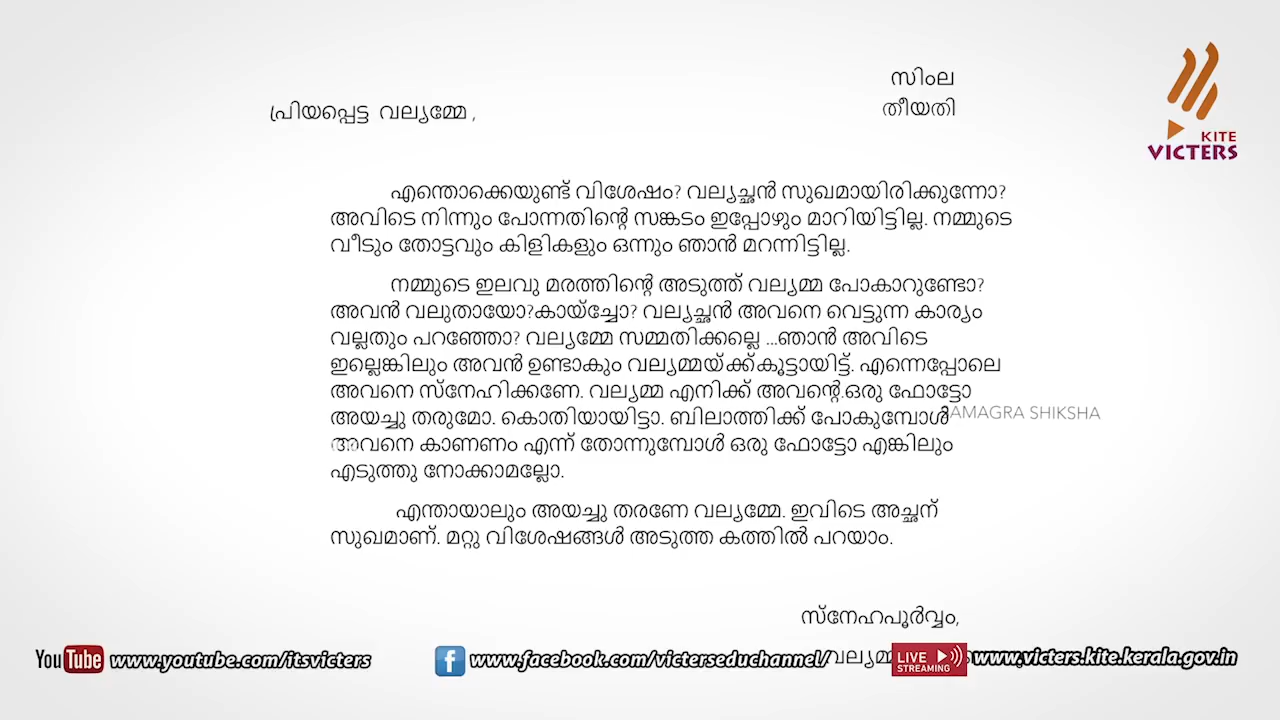 സിംല
തീയതി
പ്രിയപ്പെട്ട വല്യമ്മേ ,
KITE
VICTERS
എന്തൊക്കെയുണ്ട് വിശേഷം? വല്യച്ഛൻ സുഖമായിരിക്കുന്നോ?
അവിടെ നിന്നും പോന്നതിന്റെ സങ്കടം ഇപ്പോഴും മാറിയിട്ടില്ല. നമ്മുടെ
വീടും തോട്ടവും കിളികളും ഒന്നും ഞാൻ മറന്നിട്ടില്ല.
നമ്മുടെ ഇലവു മരത്തിന്റെ അടുത്ത് വല്യമ്മ പോകാറുണ്ടോ?
അവൻ വലുതായോ?കായ്ച്ചോ? വല്യച്ഛൻ അവനെ വെട്ടുന്ന കാര്യം
വല്ലതും പറഞ്ഞോ? വല്യമ്മേ സമ്മതിക്കല്ലെ ...ഞാൻ അവിടെ
ഇല്ലെങ്കിലും അവൻ ഉണ്ടാകും വല്യമ്മയ്ക്ക്കൂട്ടായിട്ട്. എന്നെപ്പോലെ
അവനെ സ്നേഹിക്കണേ. വല്യമ്മ എനിക്ക് അവന്റെ.ഒരു ഫോട്ടോ
അയച്ചു തരുമോ. കൊതിയായിട്ടാ. ബിലാത്തിക്ക് പോകുമ്പോൾ
SAMAGRA SHIKSHA
അവനെ കാണണം എന്ന് തോന്നുമ്പോൾ ഒരു ഫോട്ടോ എങ്കിലും
എടുത്തു നോക്കാമല്ലോ.
എന്തായാലും അയച്ചു തരണേ വല്യമ്മേ. ഇവിടെ അച്ഛന്
സുഖമാണ്. മറ്റു വിശേഷങ്ങൾ അടുത്ത കത്തിൽ പറയാം.
സ്നേഹപൂർവ്വം,
വല്യമ്മ
YouTube www.youtube.com/itsvicters
f www.facebook.com/victerseduchannel/
LIVE STREAMING www.victers.kite.kerala.gov.in